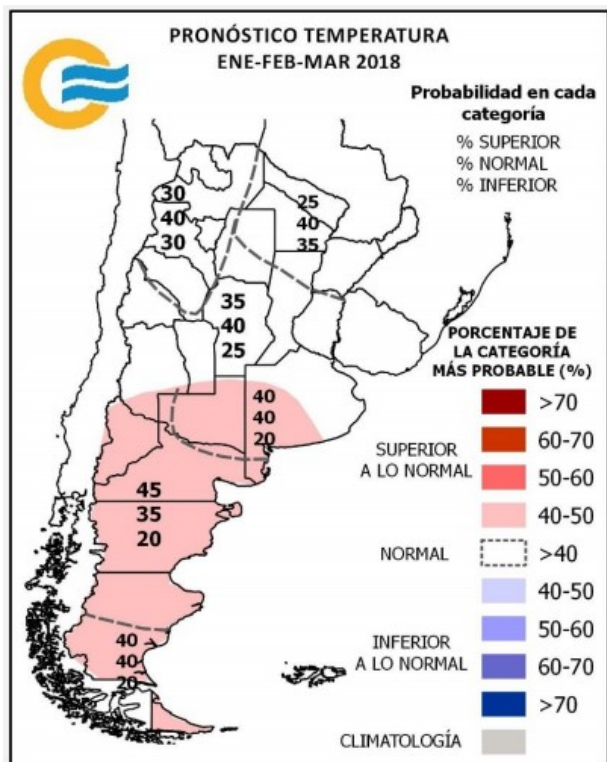 PRONÓSTICO TEMPERATURA
ENE-FEB-MAR 2018
Probabilidad en cada
categoría
% SUPERIOR
% NORMAL
% INFERIOR
30
40
30
25
40
35
35
40
25
40
40
20
45
35
20
40
40
20
PORCENTAJE DE
LA CATEGORÍA
MÁS PROBABLE (%)
SUPERIOR
A LO NORMAL
>70
60-70
50-60
40-50
NORMAL
>40
INFERIOR
A LO NORMAL
40-50
50-60
60-70
>70
CLIMATOLOGÍA